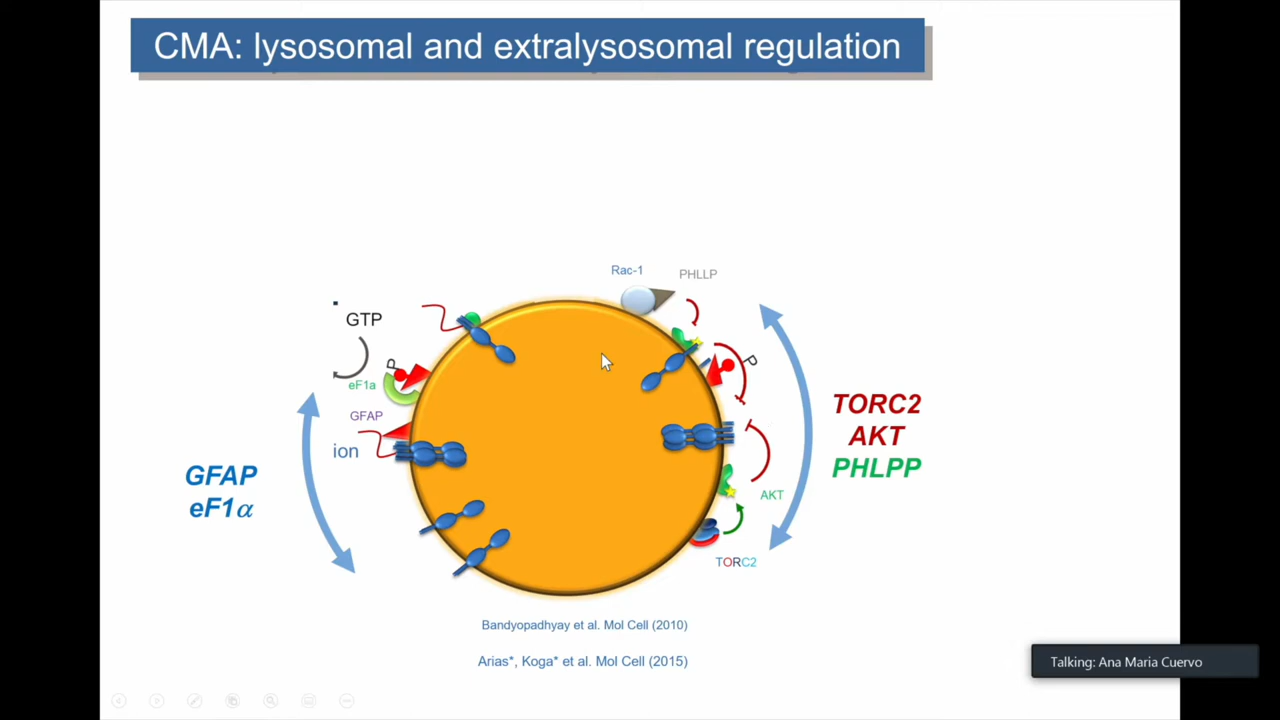 CMA: lysosomal and extralysosomal regulation
Rac-1
PHLLP
GTP
P
eF1a
GFAP
ion
P
AKT
TORC2
GFAP
eF1α
TORC2
AKT
PHLPP
Bandyopadhyay et al. Mol Cell (2010)
Arias*, Koga* et al. Mol Cell (2015)
Talking: Ana Maria Cuervo